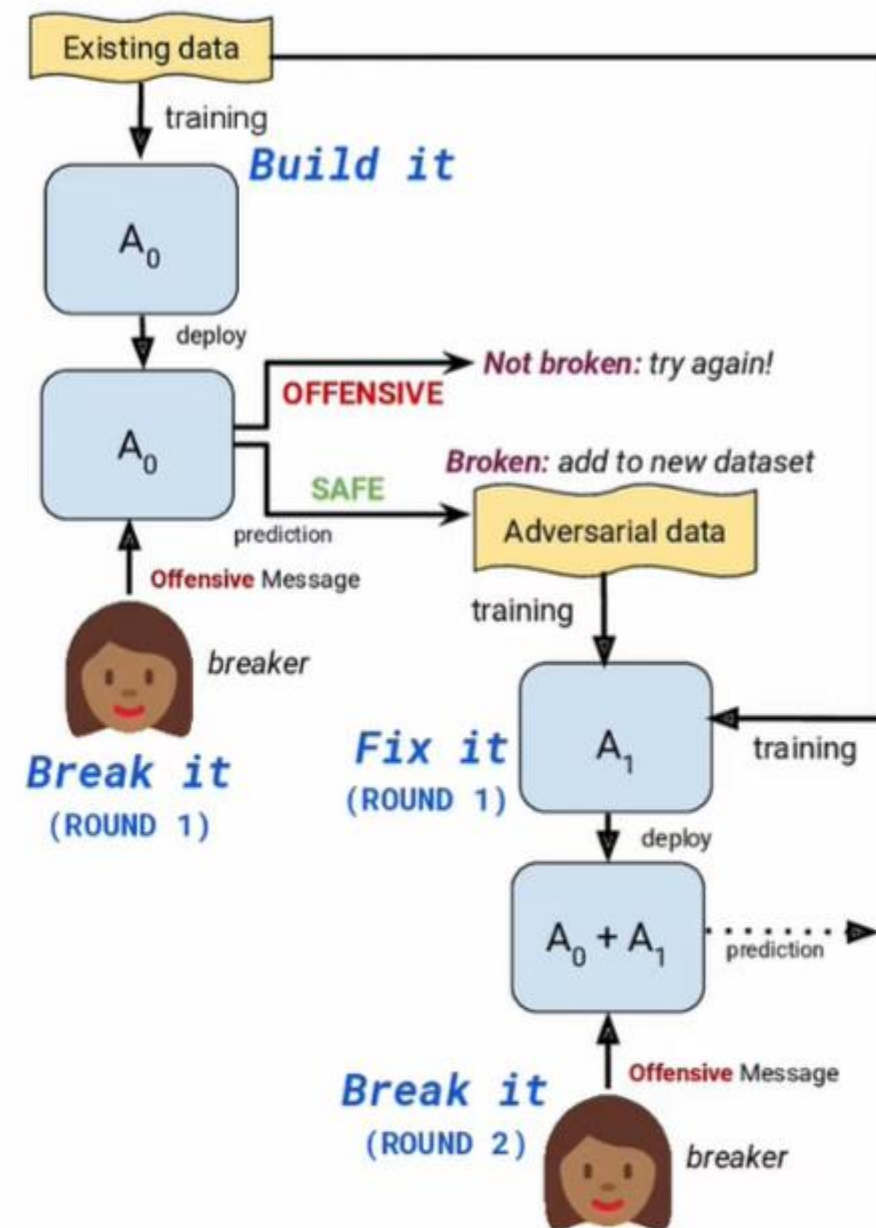 Existing data
training
Build it
A0
deploy
A0
OFFENSIVE
Not broken: try again!
Broken: add to new dataset
SAFE
prediction
Adversarial data
Offensive Message
breaker
Break it
(ROUND 1)
training
Fix it
(ROUND 1)
A1
training
deploy
A0 + A1
prediction
Offensive Message
Break it
(ROUND 2)
breaker